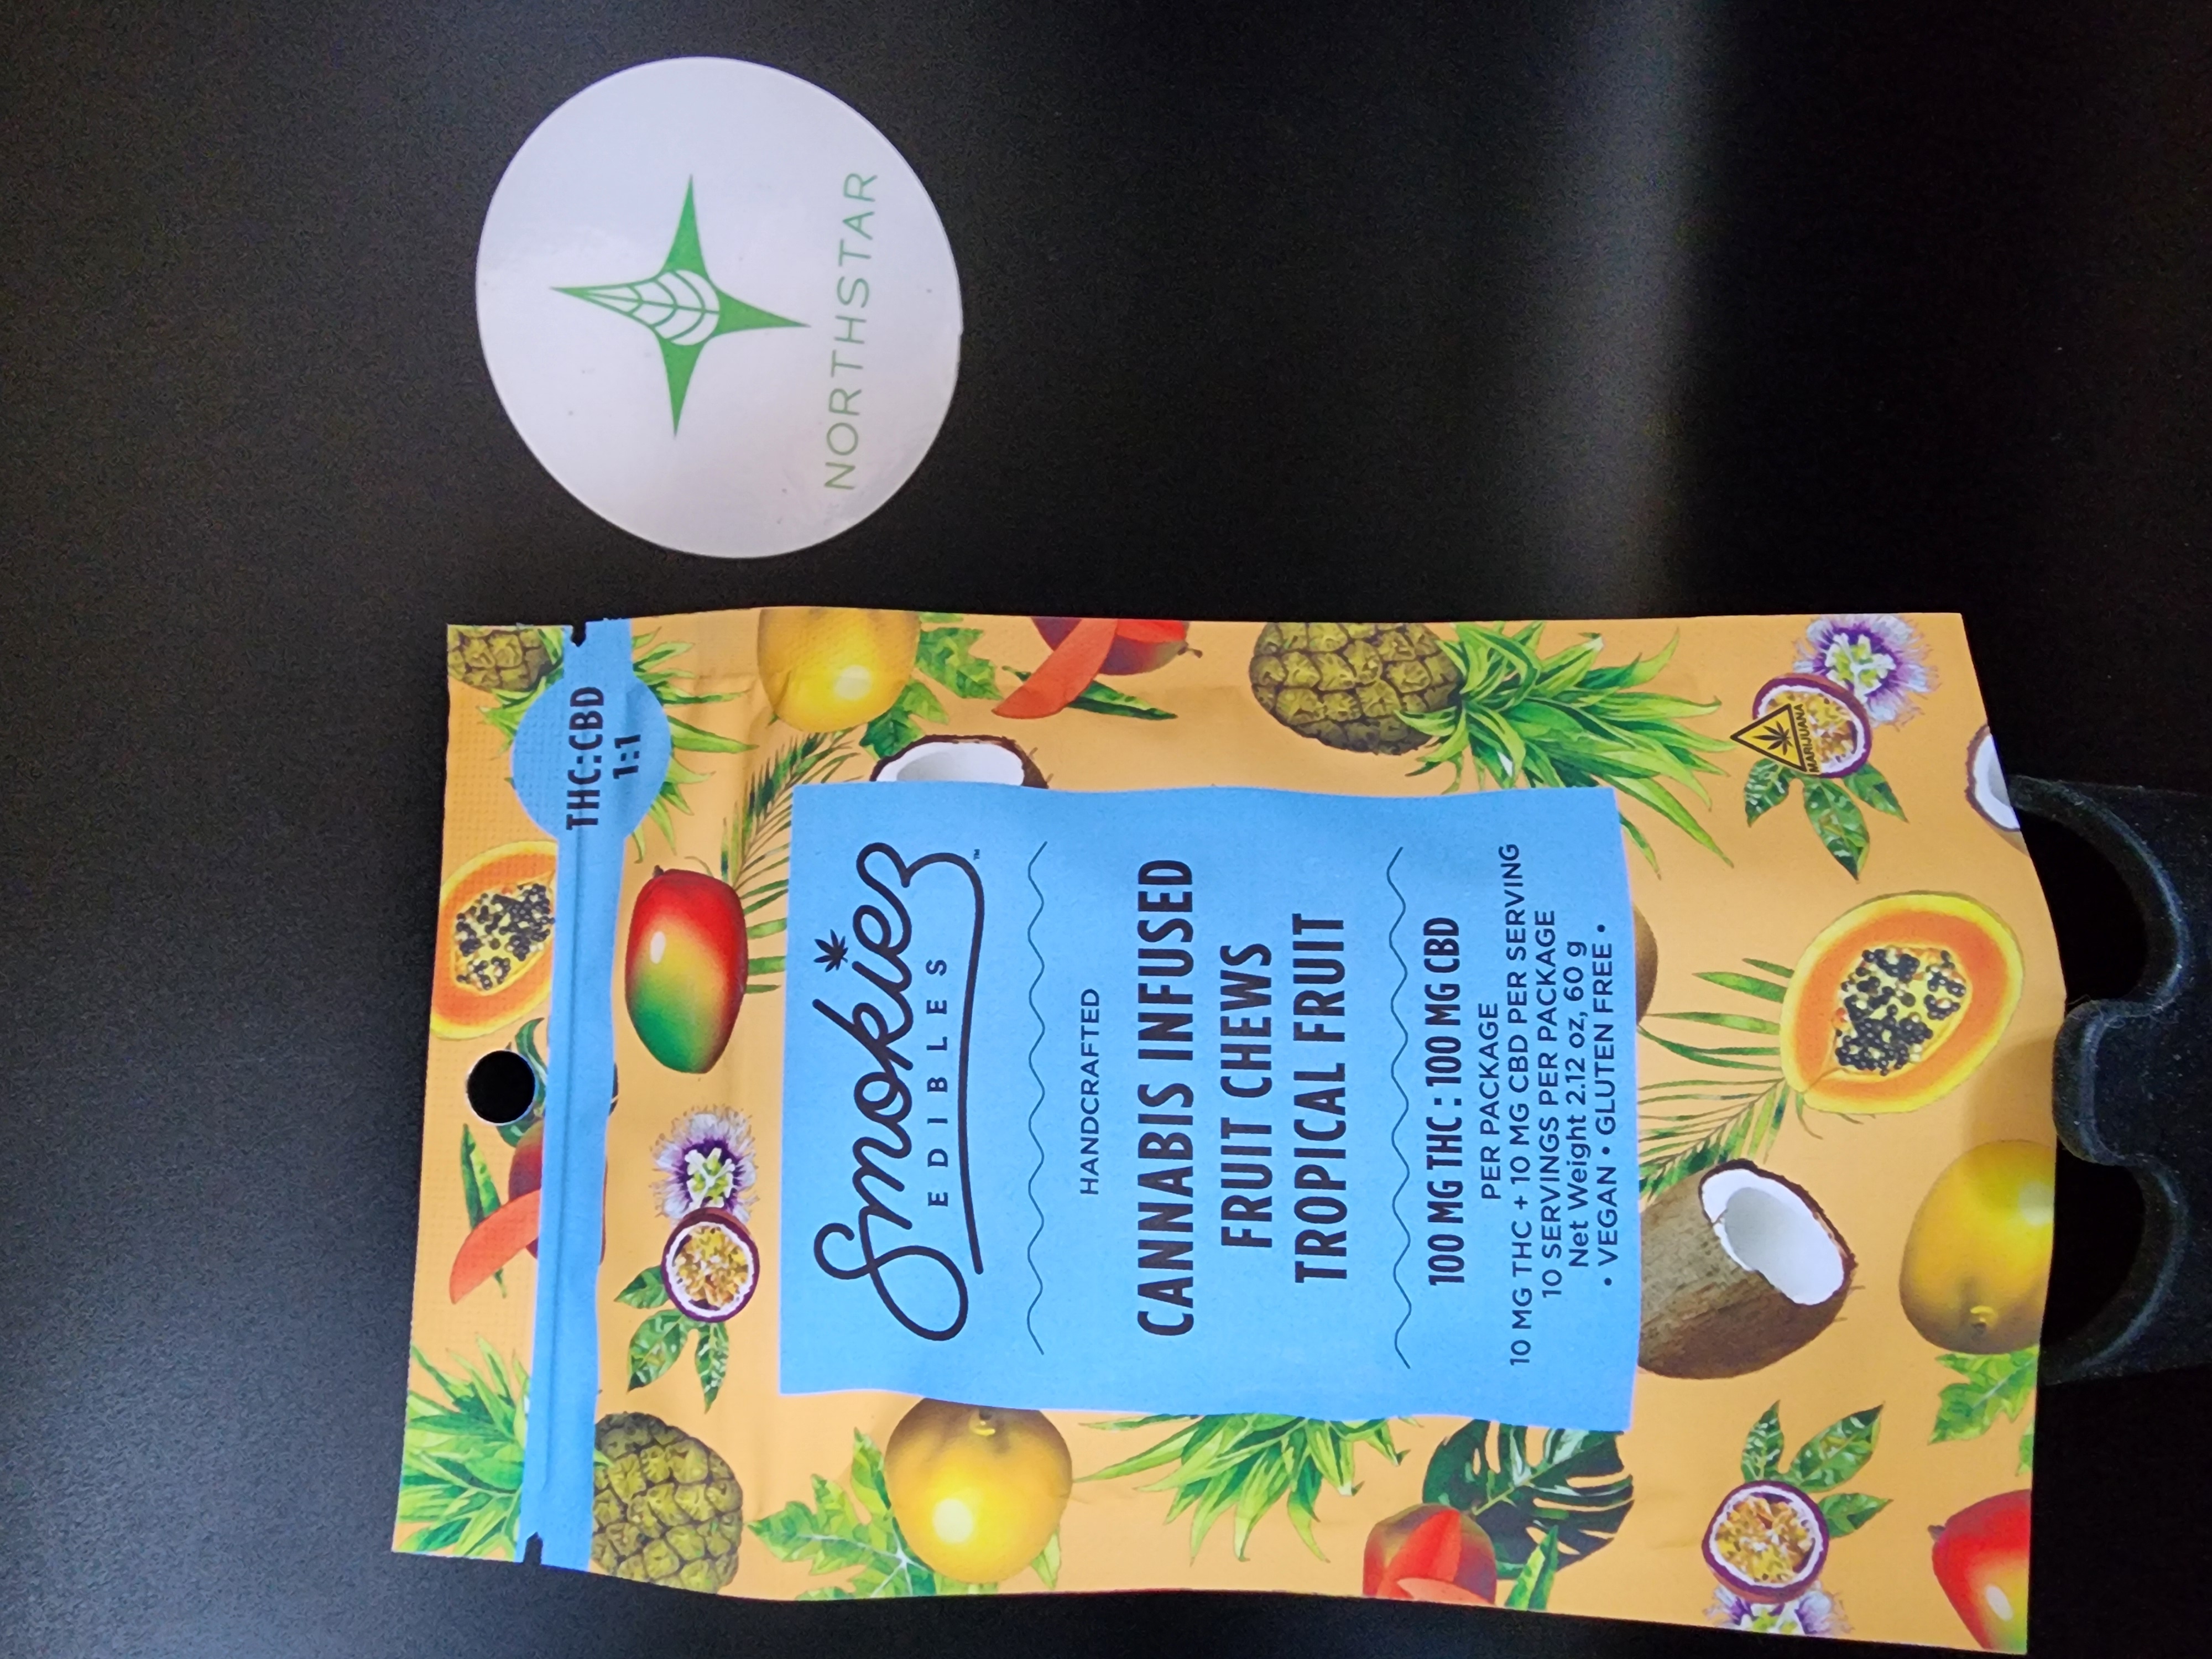 NORTHSTAR
THC:CBD
1:1
Smokiez™
EDIBLES
HANDCRAFTED
CANNABIS INFUSED
FRUIT CHEWS
TROPICAL FRUIT
100 MG THC : 100 MG CBD
PER PACKAGE
10 MG THC + 10 MG CBD PER SERVING
10 SERVINGS PER PACKAGE
Net Weight 2.12 oz, 60 g
• VEGAN • GLUTEN FREE •
MARIJUANA